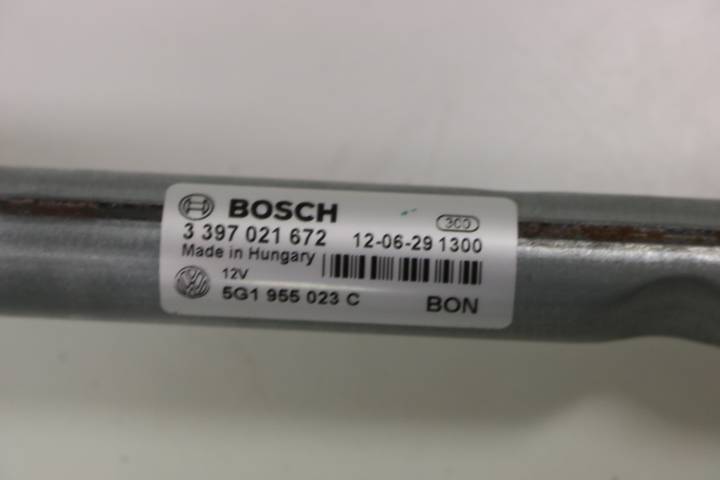 BOSCH
300
3 397 021 672 12-06-29 1300
Made in Hungary
12V
5G1 955 023 C BON